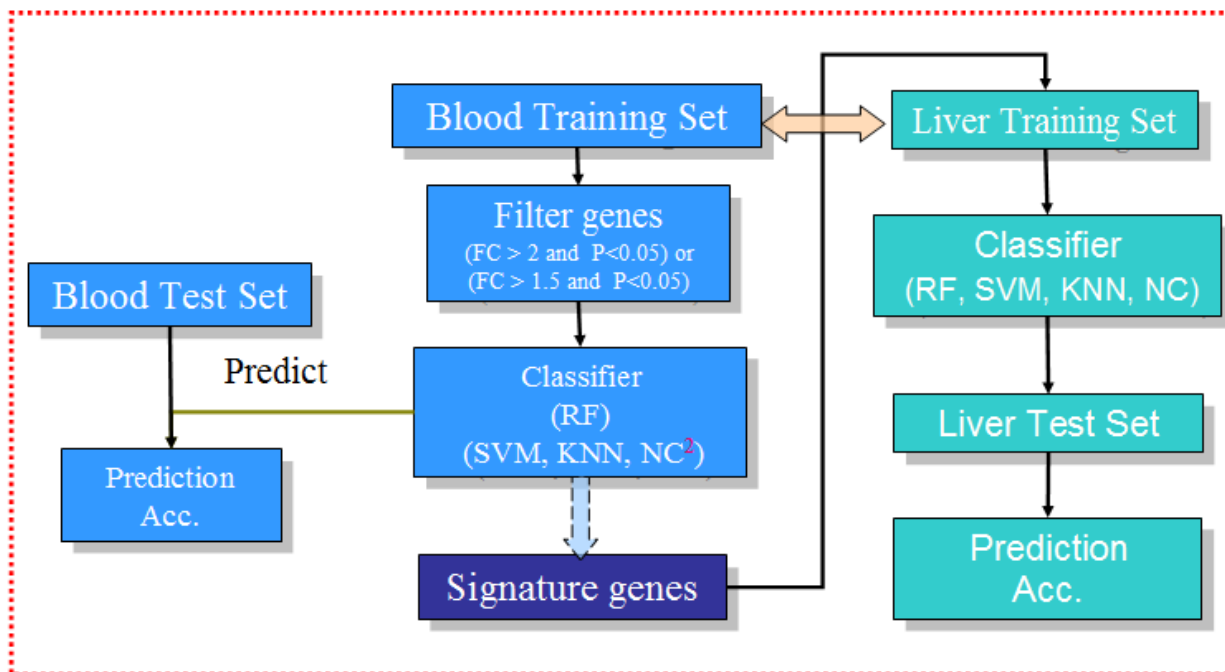 Blood Training Set
Filter genes
(FC > 2 and P<0.05) or
(FC > 1.5 and P<0.05)
Blood Test Set
Predict
Classifier
(RF)
(SVM, KNN, NC²)
Prediction
Acc.
Signature genes
Liver Training Set
Classifier
(RF, SVM, KNN, NC)
Liver Test Set
Prediction
Acc.